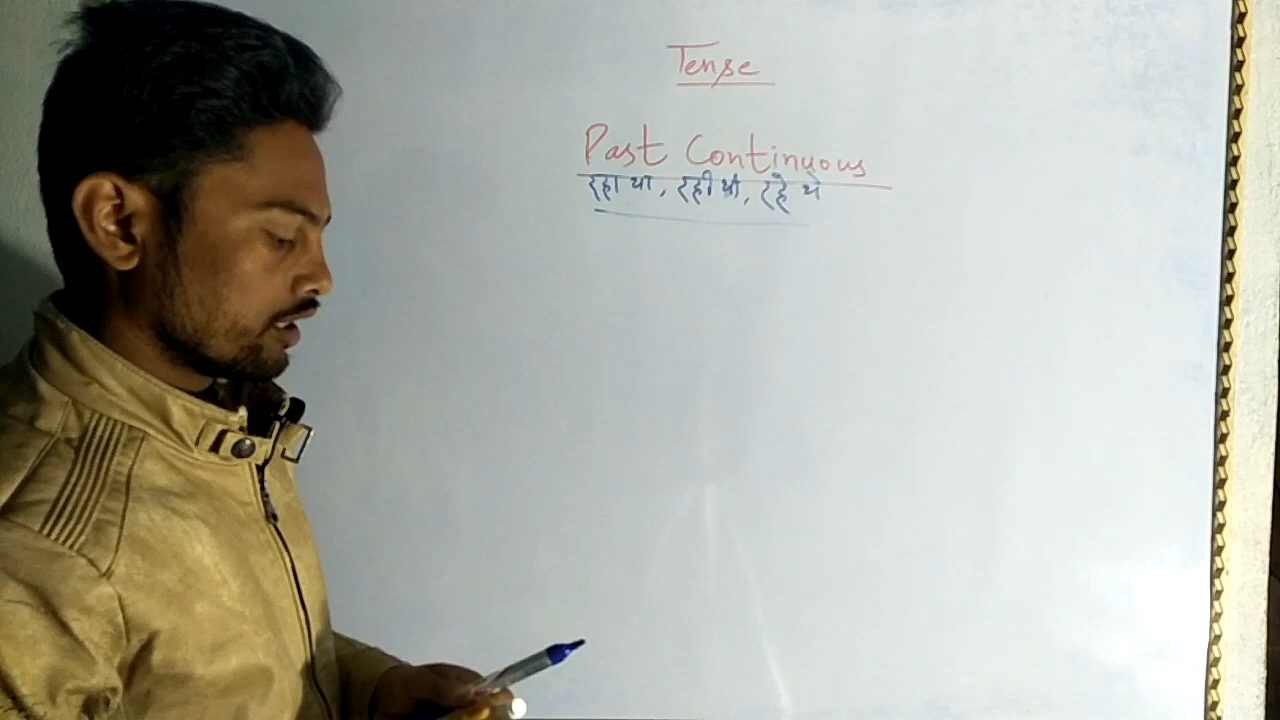 Tense
Past Continuous
रहा था, रही थी, रहे थे